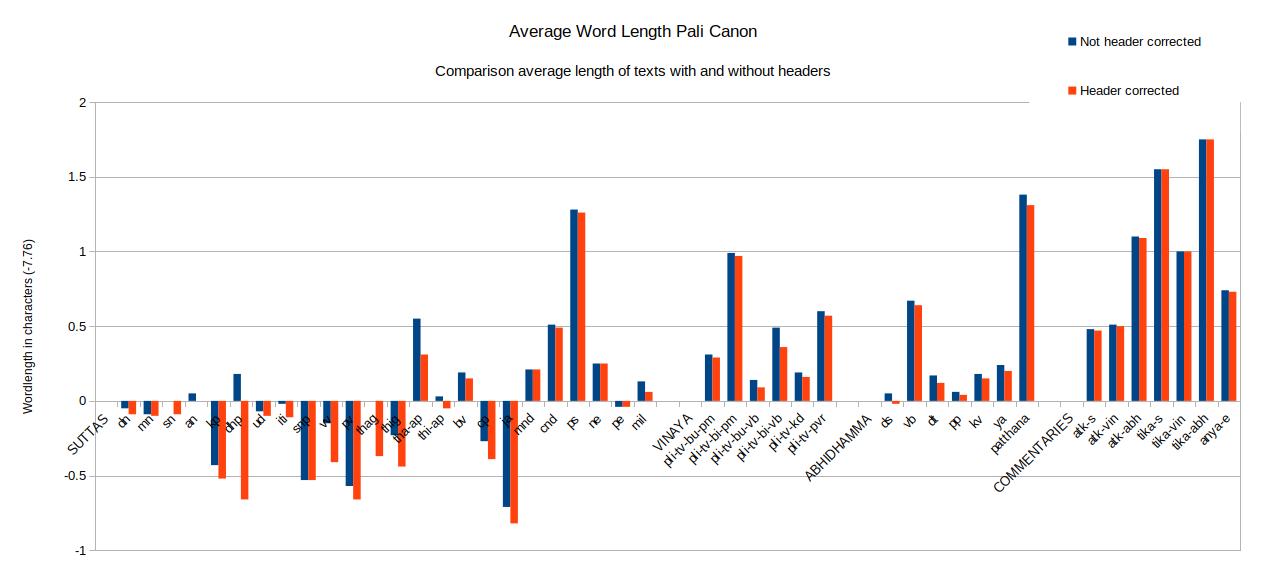 Average Word Length Pali Canon
Comparison average length of texts with and without headers
Not header corrected
Header corrected
Wordlength in characters (-7.76)
2
1.5
1
0.5
0
-0.5
-1
SUTTAS
dn
mn
sn
an
kp
dhp
ud
iti
snp
vv
pv
thag
thig
tha-ap
thi-ap
bv
cp
ja
mnd
cnd
ps
ne
pe
mil
VINAYA
pli-tv-bu-pm
pli-tv-bi-pm
pli-tv-bu-vb
pli-tv-bi-vb
pli-tv-kd
pli-tv-pvr
ABHIDHAMMA
ds
vb
dt
pp
kv
ya
patthana
COMMENTARIES
atk-s
atk-vin
atk-abh
tika-s
tika-vin
tika-abh
anya-e